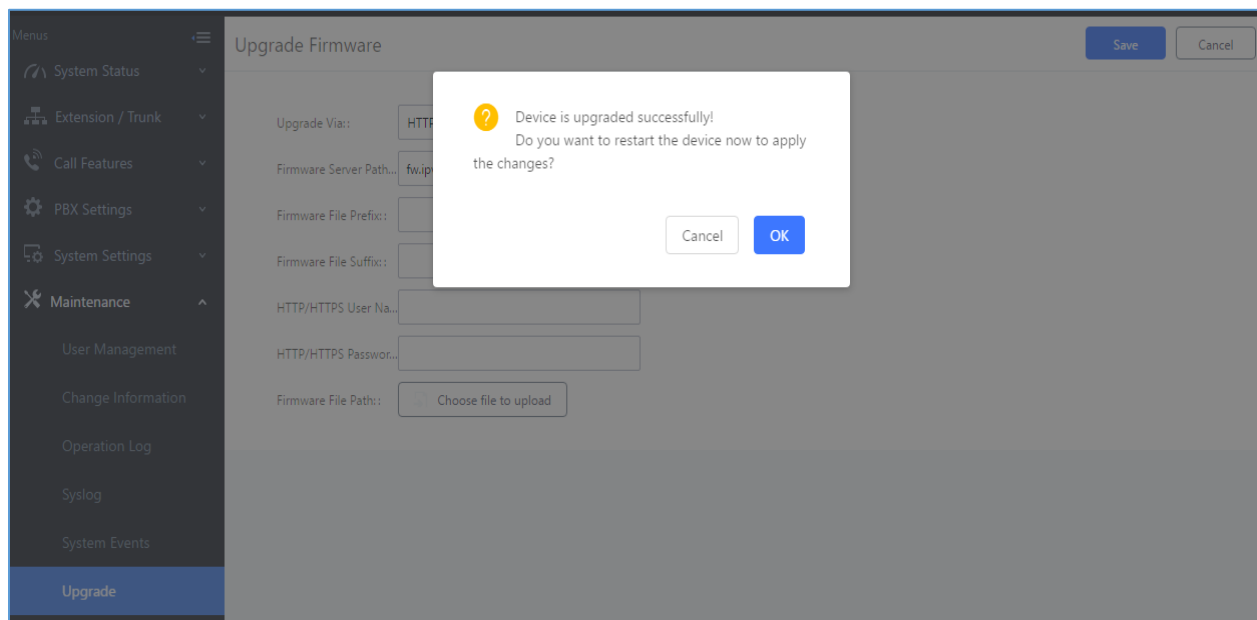 Menus
System Status
Extension / Trunk
Call Features
PBX Settings
System Settings
Maintenance
User Management
Change Information
Operation Log
Syslog
System Events
Upgrade
Upgrade Firmware
Save
Cancel
Upgrade Via::
HTT
Firmware Server Path...
fw.ip
Firmware File Prefix::
Firmware File Suffix::
HTTP/HTTPS User Na...
HTTP/HTTPS Passwor...
Firmware File Path::
Choose file to upload
?
Device is upgraded successfully!
Do you want to restart the device now to apply
the changes?
Cancel
OK